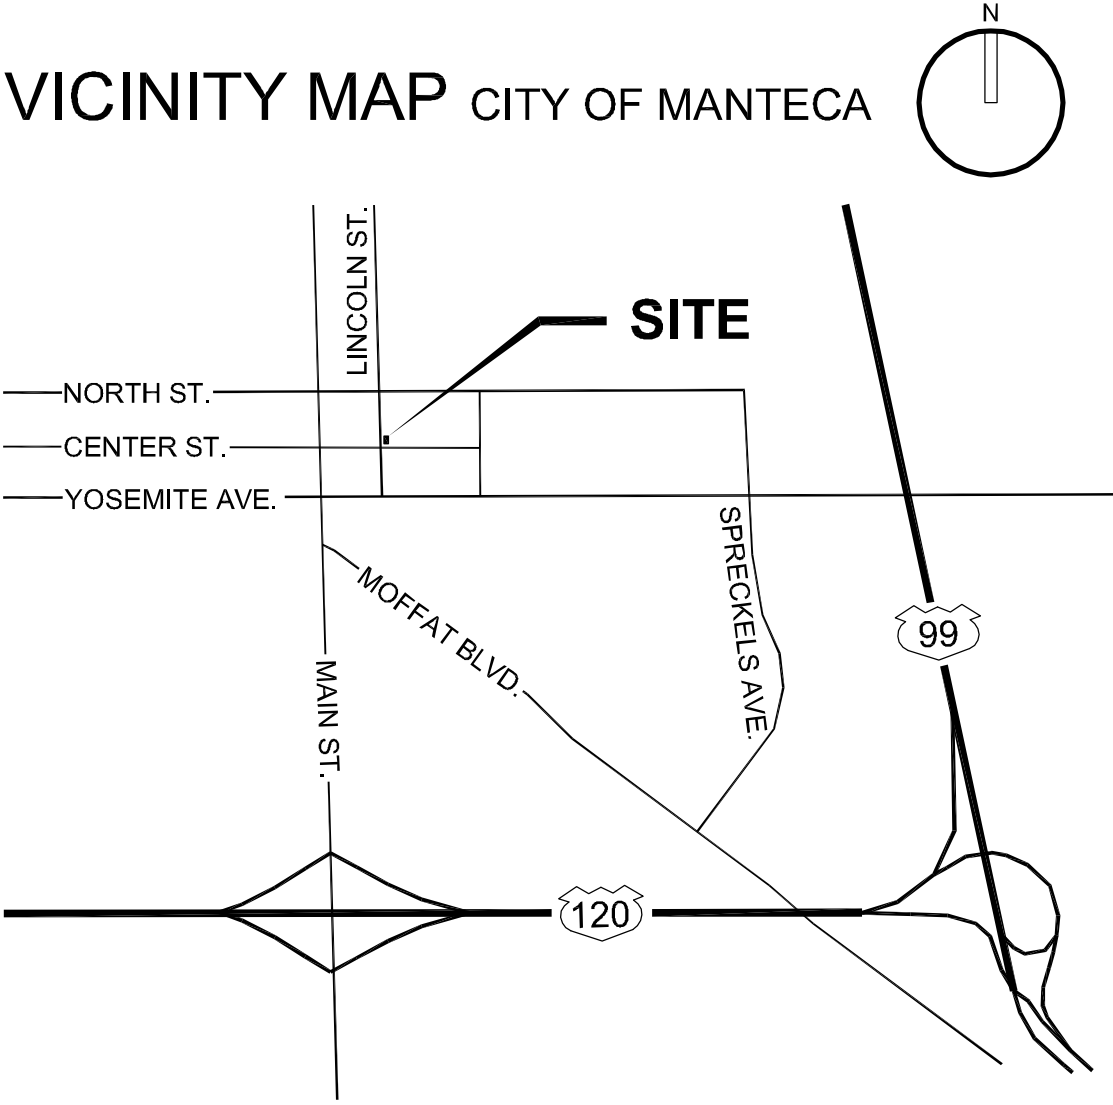 N
VICINITY MAP CITY OF MANTECA
LINCOLN ST.
SITE
NORTH ST.
CENTER ST.
YOSEMITE AVE.
SPRECKELS AVE.
MOFFAT BLVD.
99
MAIN ST.
120